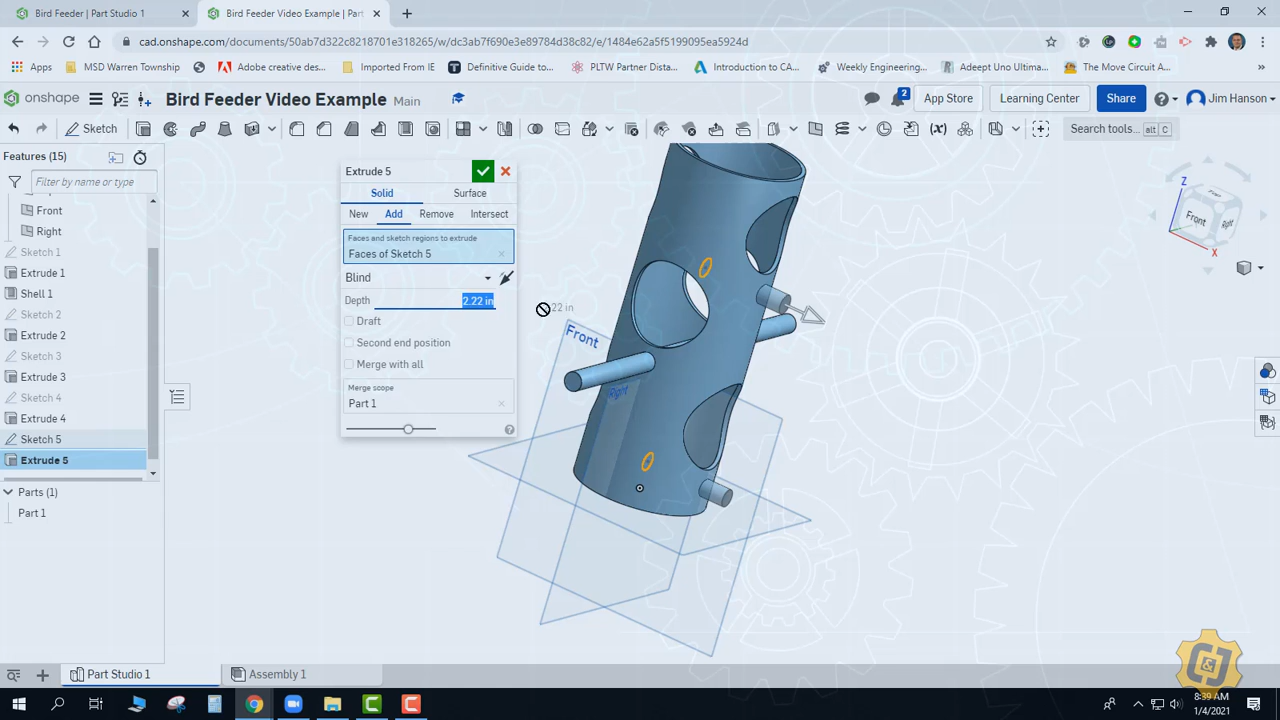 Bird Feeder | Part Studio 1
Bird Feeder Video Example | Part
cad.onshape.com/documents/50ab7d322c8218701e318265/w/dc3ab7f690e3e89784d38c82/e/1484e62a5f5199095ea5924d
Apps
MSD Warren Township
Adobe creative des...
Imported From IE
Definitive Guide to...
PLTW Partner Dista...
Introduction to CA...
Weekly Engineering...
Adeept Uno Ultima...
The Move Circuit A...
onshape
Bird Feeder Video Example
Main
2
App Store
Learning Center
Share
Jim Hanson
Sketch
(x)
Search tools...
alt
C
Features (15)
Filter by name or type
Front
Right
Sketch 1
Extrude 1
Shell 1
Sketch 2
Extrude 2
Sketch 3
Extrude 3
Sketch 4
Extrude 4
Sketch 5
Extrude 5
Parts (1)
Part 1
Extrude 5
Solid
Surface
New
Add
Remove
Intersect
Faces and sketch regions to extrude
Faces of Sketch 5
Blind
Depth
2.22 in
22 in
Draft
Second end position
Merge with all
Merge scope
Part 1
Front
Right
Z
Front
Right
X
Part Studio 1
Assembly 1
8:39 AM
1/4/2021